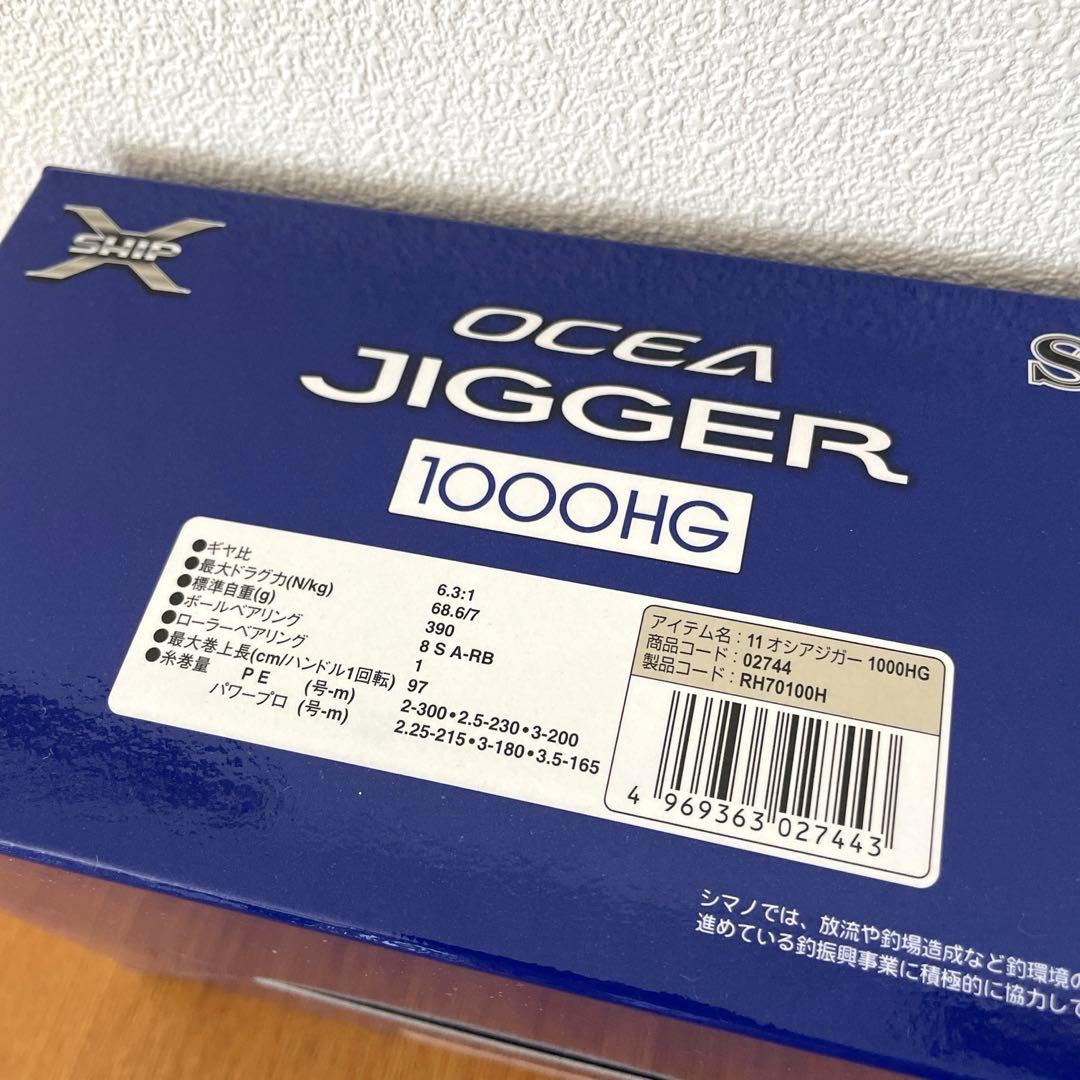 X SHIP
OCEA
JIGGER
1000HG
●ギヤ比 6.3:1
●最大ドラグ力(N/kg) 68.6/7
●標準自重(g) 390
●ボールベアリング 8 S A-RB
●ローラーベアリング 1
●最大巻上長(cm/ハンドル1回転) 97
●糸巻量 PE (号-m) 2-300•2.5-230•3-200
パワープロ (号-m) 2.25-215•3-180•3.5-165
アイテム名:11 オシアジガー 1000HG
商品コード:02744
製品コード:RH70100H
4 969363 027443
シマノでは、放流や釣場造成など釣環境の
進めている釣振興事業に積極的に協力して